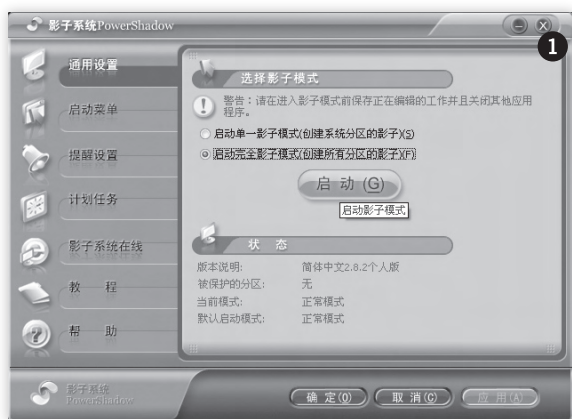 影子系统PowerShadow
1
通用设置
启动菜单
提醒设置
计划任务
影子系统在线
教 程
帮 助
选择影子模式
警告：请在进入影子模式前保存正在编辑的工作并且关闭其他应用
程序。
启动单一影子模式(创建系统分区的影子)(S)
启动完全影子模式(创建所有分区的影子)(F)
启 动 (G)
启动影子模式
状 态
版本说明: 简体中文2.8.2个人版
被保护的分区: 无
当前模式: 正常模式
默认启动模式: 正常模式
影子系统
PowerShadow
确 定(O)
取 消(C)
应 用(A)